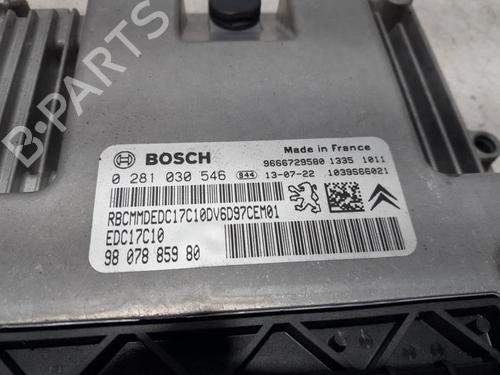 B-PARTS
BOSCH
Made in France
9666729580 1335 1011
0 281 030 546 S44 13-07-22 1039S66021
RBCMMDEDC17C10DV6D97CEM01
EDC17C10
98 078 859 80